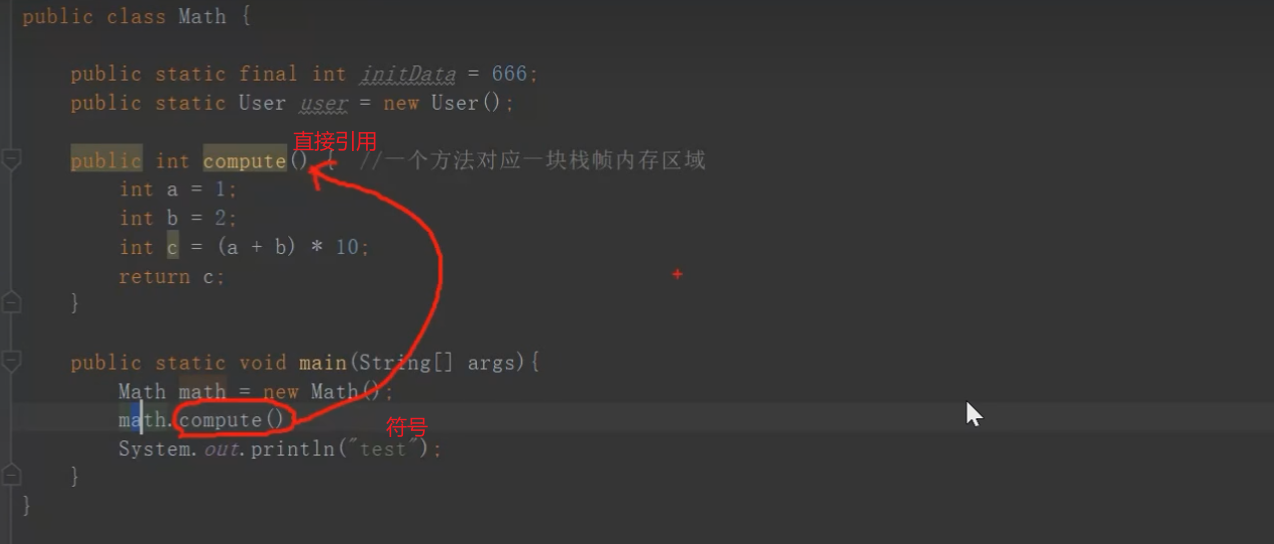 public class Math {
public static final int initData = 666;
public static User user = new User();
直接引用
public int compute() { //一个方法对应一块栈帧内存区域
int a = 1;
int b = 2;
int c = (a + b) * 10;
return c;
}
public static void main(String[] args){
Math math = new Math();
math.compute()
符号
System.out.println("test");
}
}